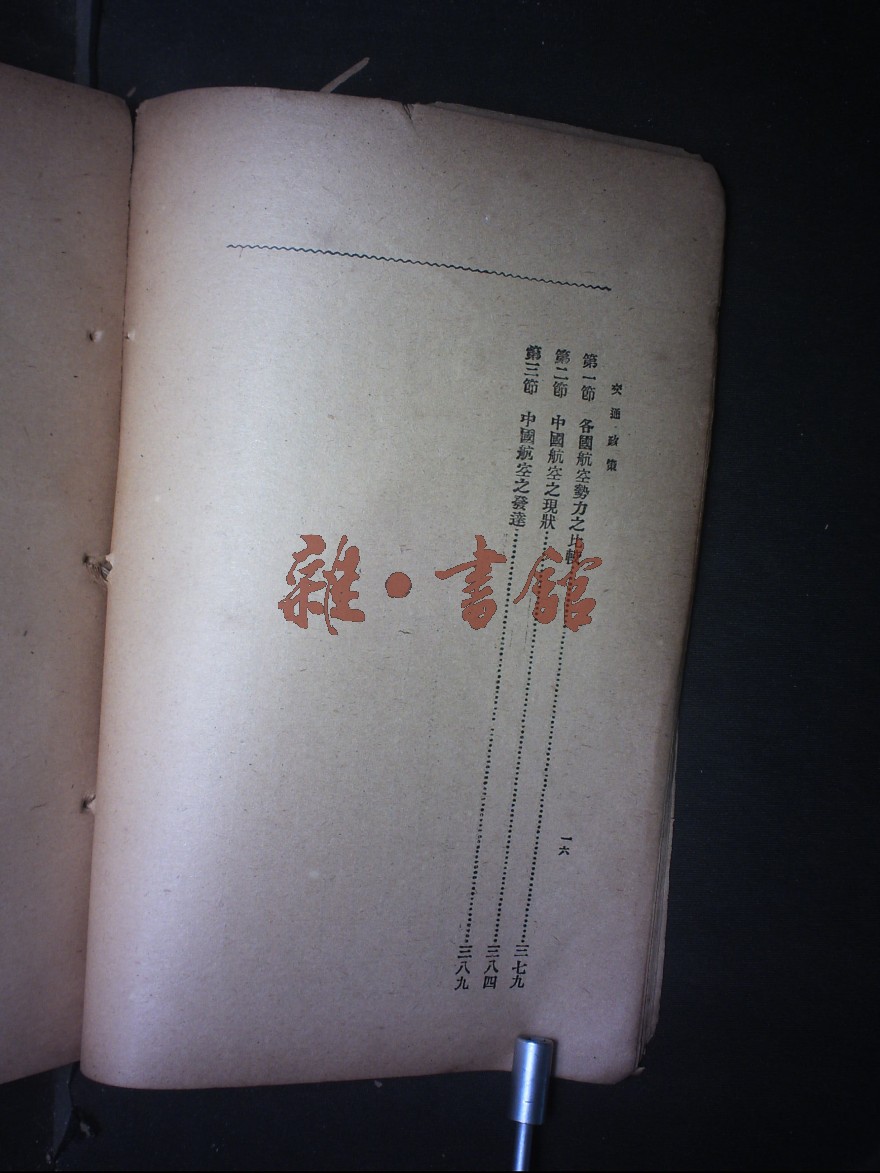 交通政策
第一節 各國航空勢力之比較……三七九
第二節 中國航空之現狀……三八四
第三節 中國航空之發達……三八九
一六
雜·書館